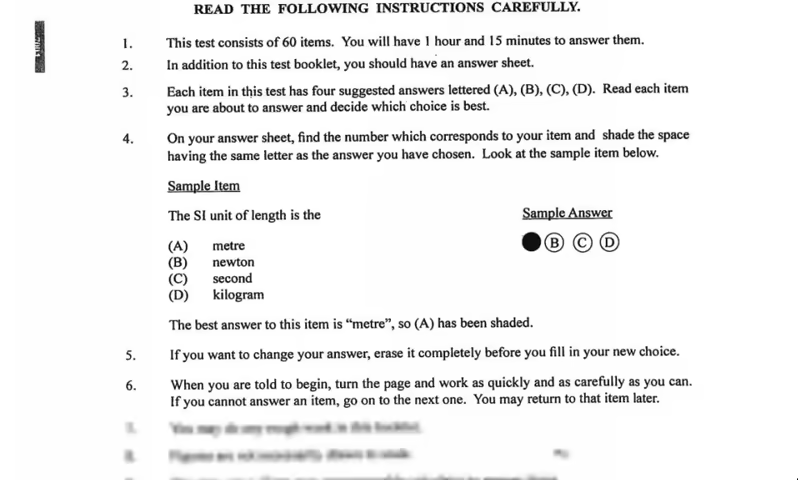 READ THE FOLLOWING INSTRUCTIONS CAREFULLY.
1. This test consists of 60 items. You will have 1 hour and 15 minutes to answer them.
2. In addition to this test booklet, you should have an answer sheet.
3. Each item in this test has four suggested answers lettered (A), (B), (C), (D). Read each item
you are about to answer and decide which choice is best.
4. On your answer sheet, find the number which corresponds to your item and shade the space
having the same letter as the answer you have chosen. Look at the sample item below.
Sample Item
The SI unit of length is the
Sample Answer
(A) metre
(B) newton
(C) second
(D) kilogram
B C D
The best answer to this item is “metre”, so (A) has been shaded.
5. If you want to change your answer, erase it completely before you fill in your new choice.
6. When you are told to begin, turn the page and work as quickly and as carefully as you can.
If you cannot answer an item, go on to the next one. You may return to that item later.